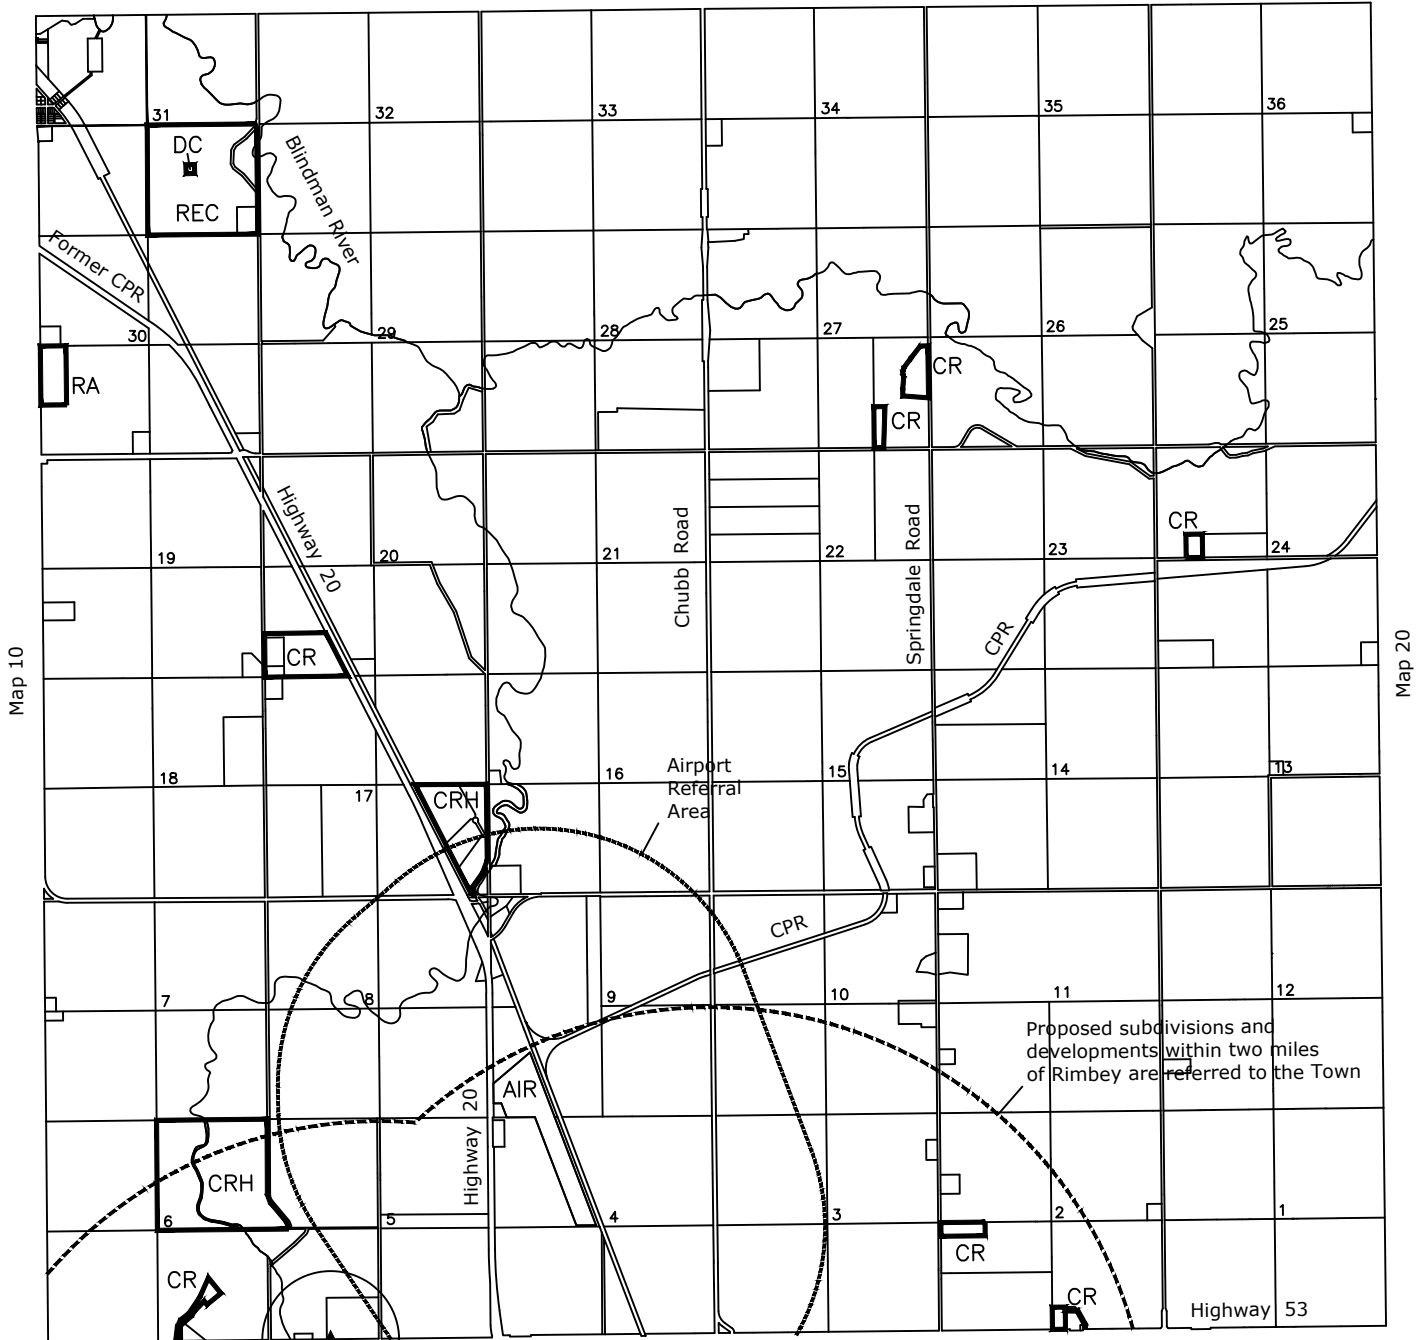 31
32
33
34
35
36
DC
REC
Blindman River
Former CPR
30
29
28
27
26
25
RA
CR
CR
Highway 20
Chubb Road
Springdale Road
CR
19
20
21
22
23
24
CPR
Map 10
Map 20
CR
18
17
16
15
14
13
CRH
Airport
Referral
Area
CPR
7
8
9
10
11
12
Proposed subdivisions and
developments within two miles
of Rimbey are referred to the Town
AIR
Highway 20
CRH
6
5
4
3
2
1
CR
CR
CR
Highway 53